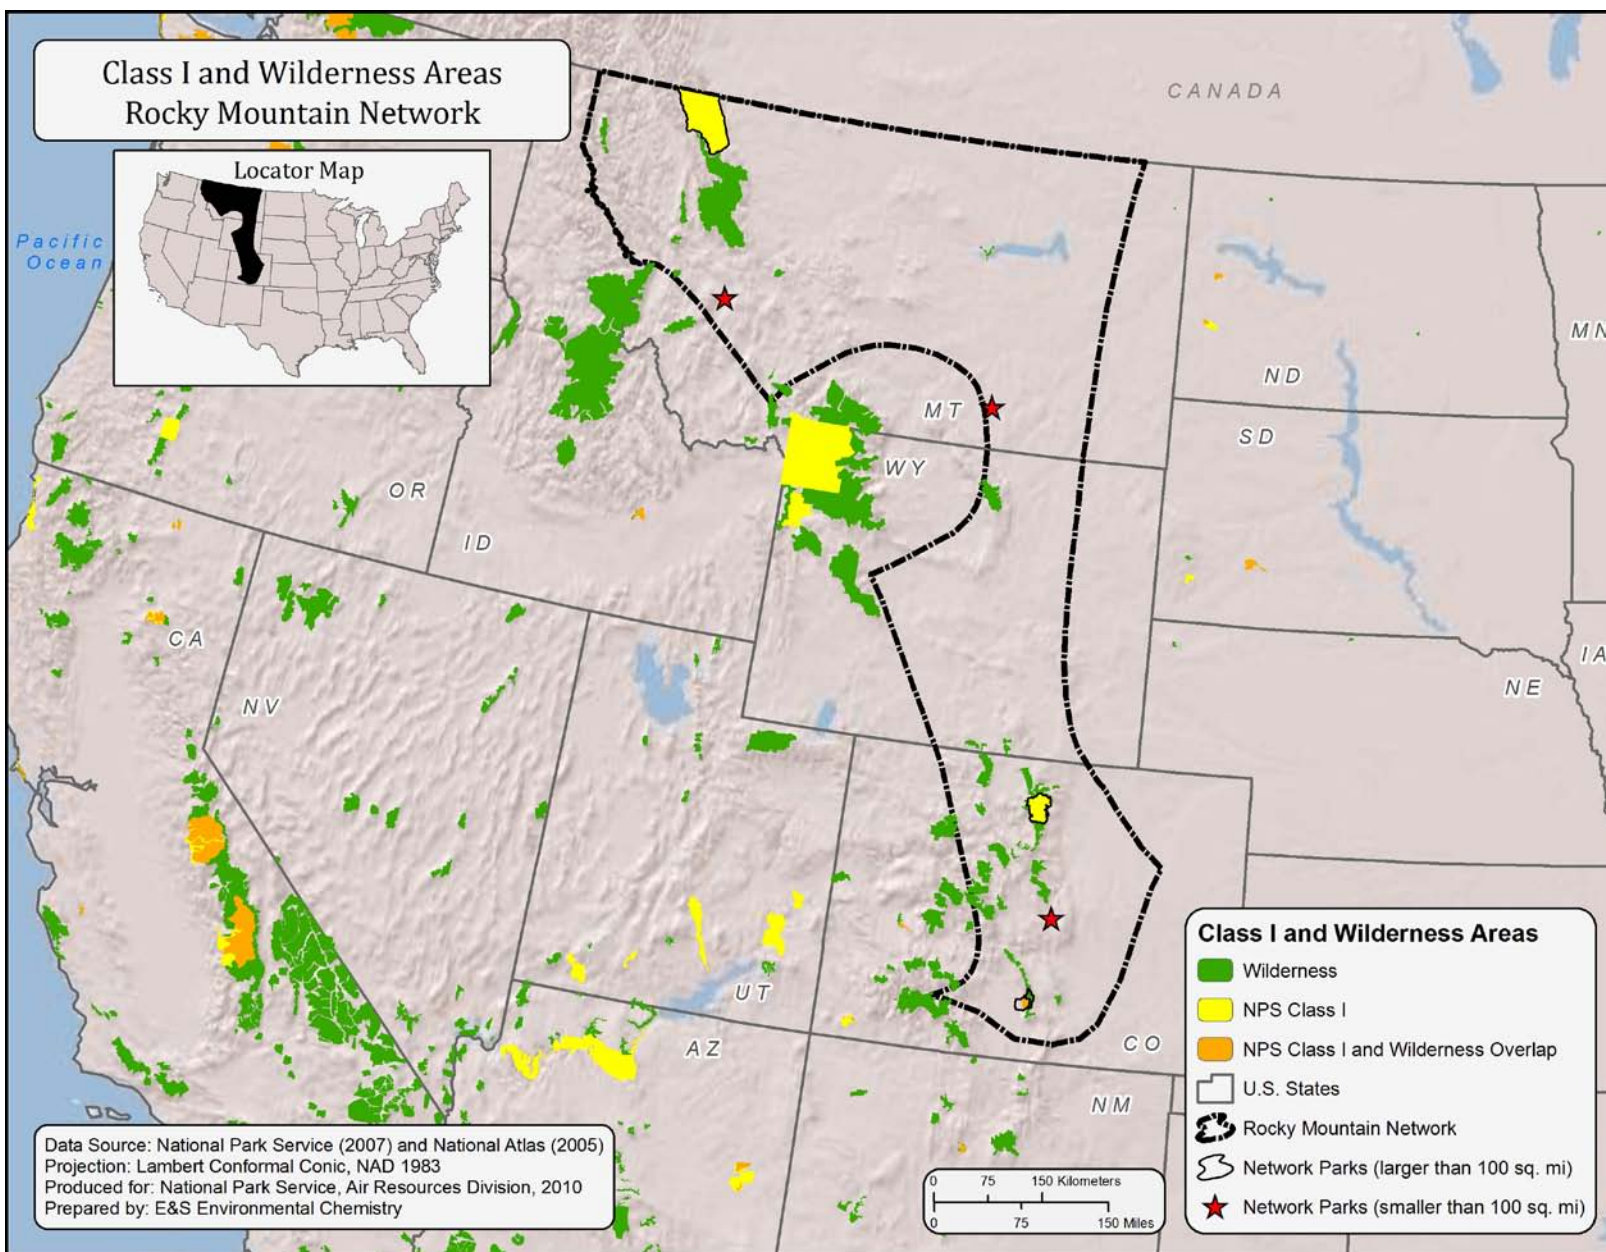 Class I and Wilderness Areas
Rocky Mountain Network
Locator Map
Pacific
Ocean
CANADA
MN
ND
MT
SD
WY
OR
ID
CA
IA
NE
NV
UT
CO
AZ
NM
Class I and Wilderness Areas
Wilderness
NPS Class I
NPS Class I and Wilderness Overlap
U.S. States
Rocky Mountain Network
Network Parks (larger than 100 sq. mi)
Network Parks (smaller than 100 sq. mi)
Data Source: National Park Service (2007) and National Atlas (2005)
Projection: Lambert Conformal Conic, NAD 1983
Produced for: National Park Service, Air Resources Division, 2010
Prepared by: E&S Environmental Chemistry
0 75 150 Kilometers
0 75 150 Miles